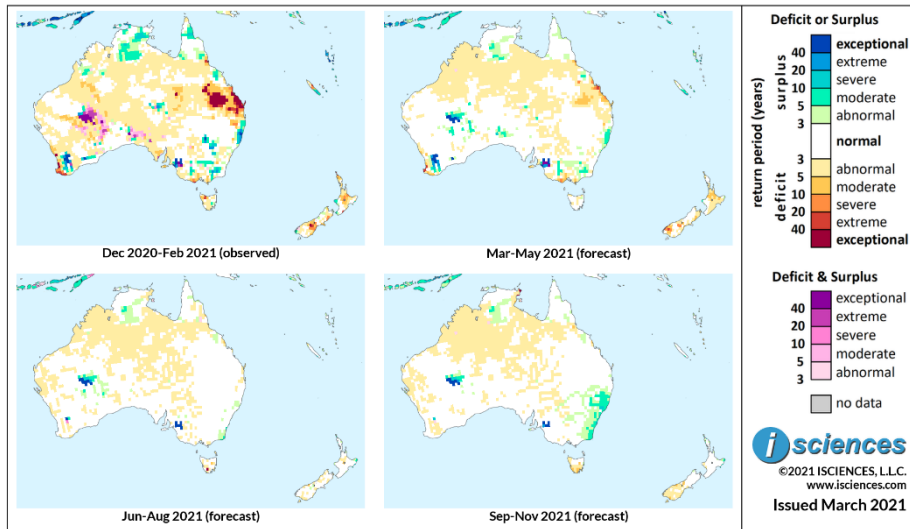 Dec 2020-Feb 2021 (observed)
Mar-May 2021 (forecast)
Jun-Aug 2021 (forecast)
Sep-Nov 2021 (forecast)
Deficit or Surplus
return period (years)
surplus
deficit
exceptional
40
extreme
20
severe
10
moderate
5
abnormal
3
normal
3
abnormal
5
moderate
10
severe
20
extreme
40
exceptional
Deficit & Surplus
exceptional
40
extreme
20
severe
10
moderate
5
abnormal
3
no data
i sciences
©2021 ISCIENCES, L.L.C.
www.isciences.com
Issued March 2021